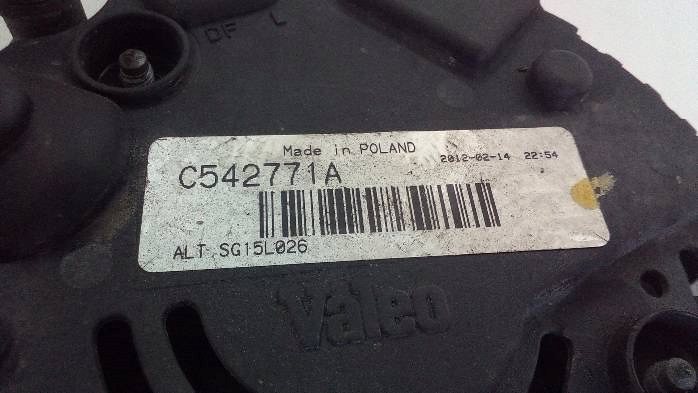 DF L
Made in POLAND
2012-02-14 22:54
C542771A
ALT SG15L026
Valeo